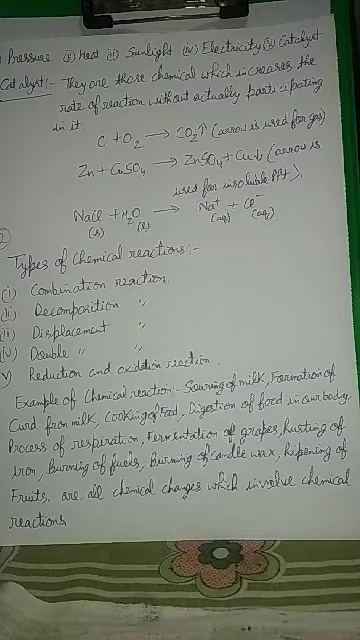 Pressure (ii) Heat (iii) Sunlight (iv) Electricity (v) Catalyst
Catalyst:- They are those chemical which increases the
rate of reaction without actually participating
in it.
C + O₂ → CO₂↑ (arrow is used for gas)
Zn + CuSO₄ → ZnSO₄ + Cu↓ (arrow is
used for insoluble PPt).
NaCl + H₂O → Na⁺ + Cl⁻
(s) (l) (aq) (aq)
2
Types of chemical reactions:-
(i) Combination reaction.
(ii) Decomposition "
(iii) Displacement "
(iv) Double " "
v) Reduction and oxidation reaction.
Example of Chemical reaction:- Souring of milk, Formation of
Curd from milk, Cooking of Food, Digestion of food in our body,
Process of respiration, Fermentation of grapes, Rusting of
iron, Burning of fuels, Burning of candle wax, Ripening of
Fruits. are all chemical changes which involve chemical
reactions